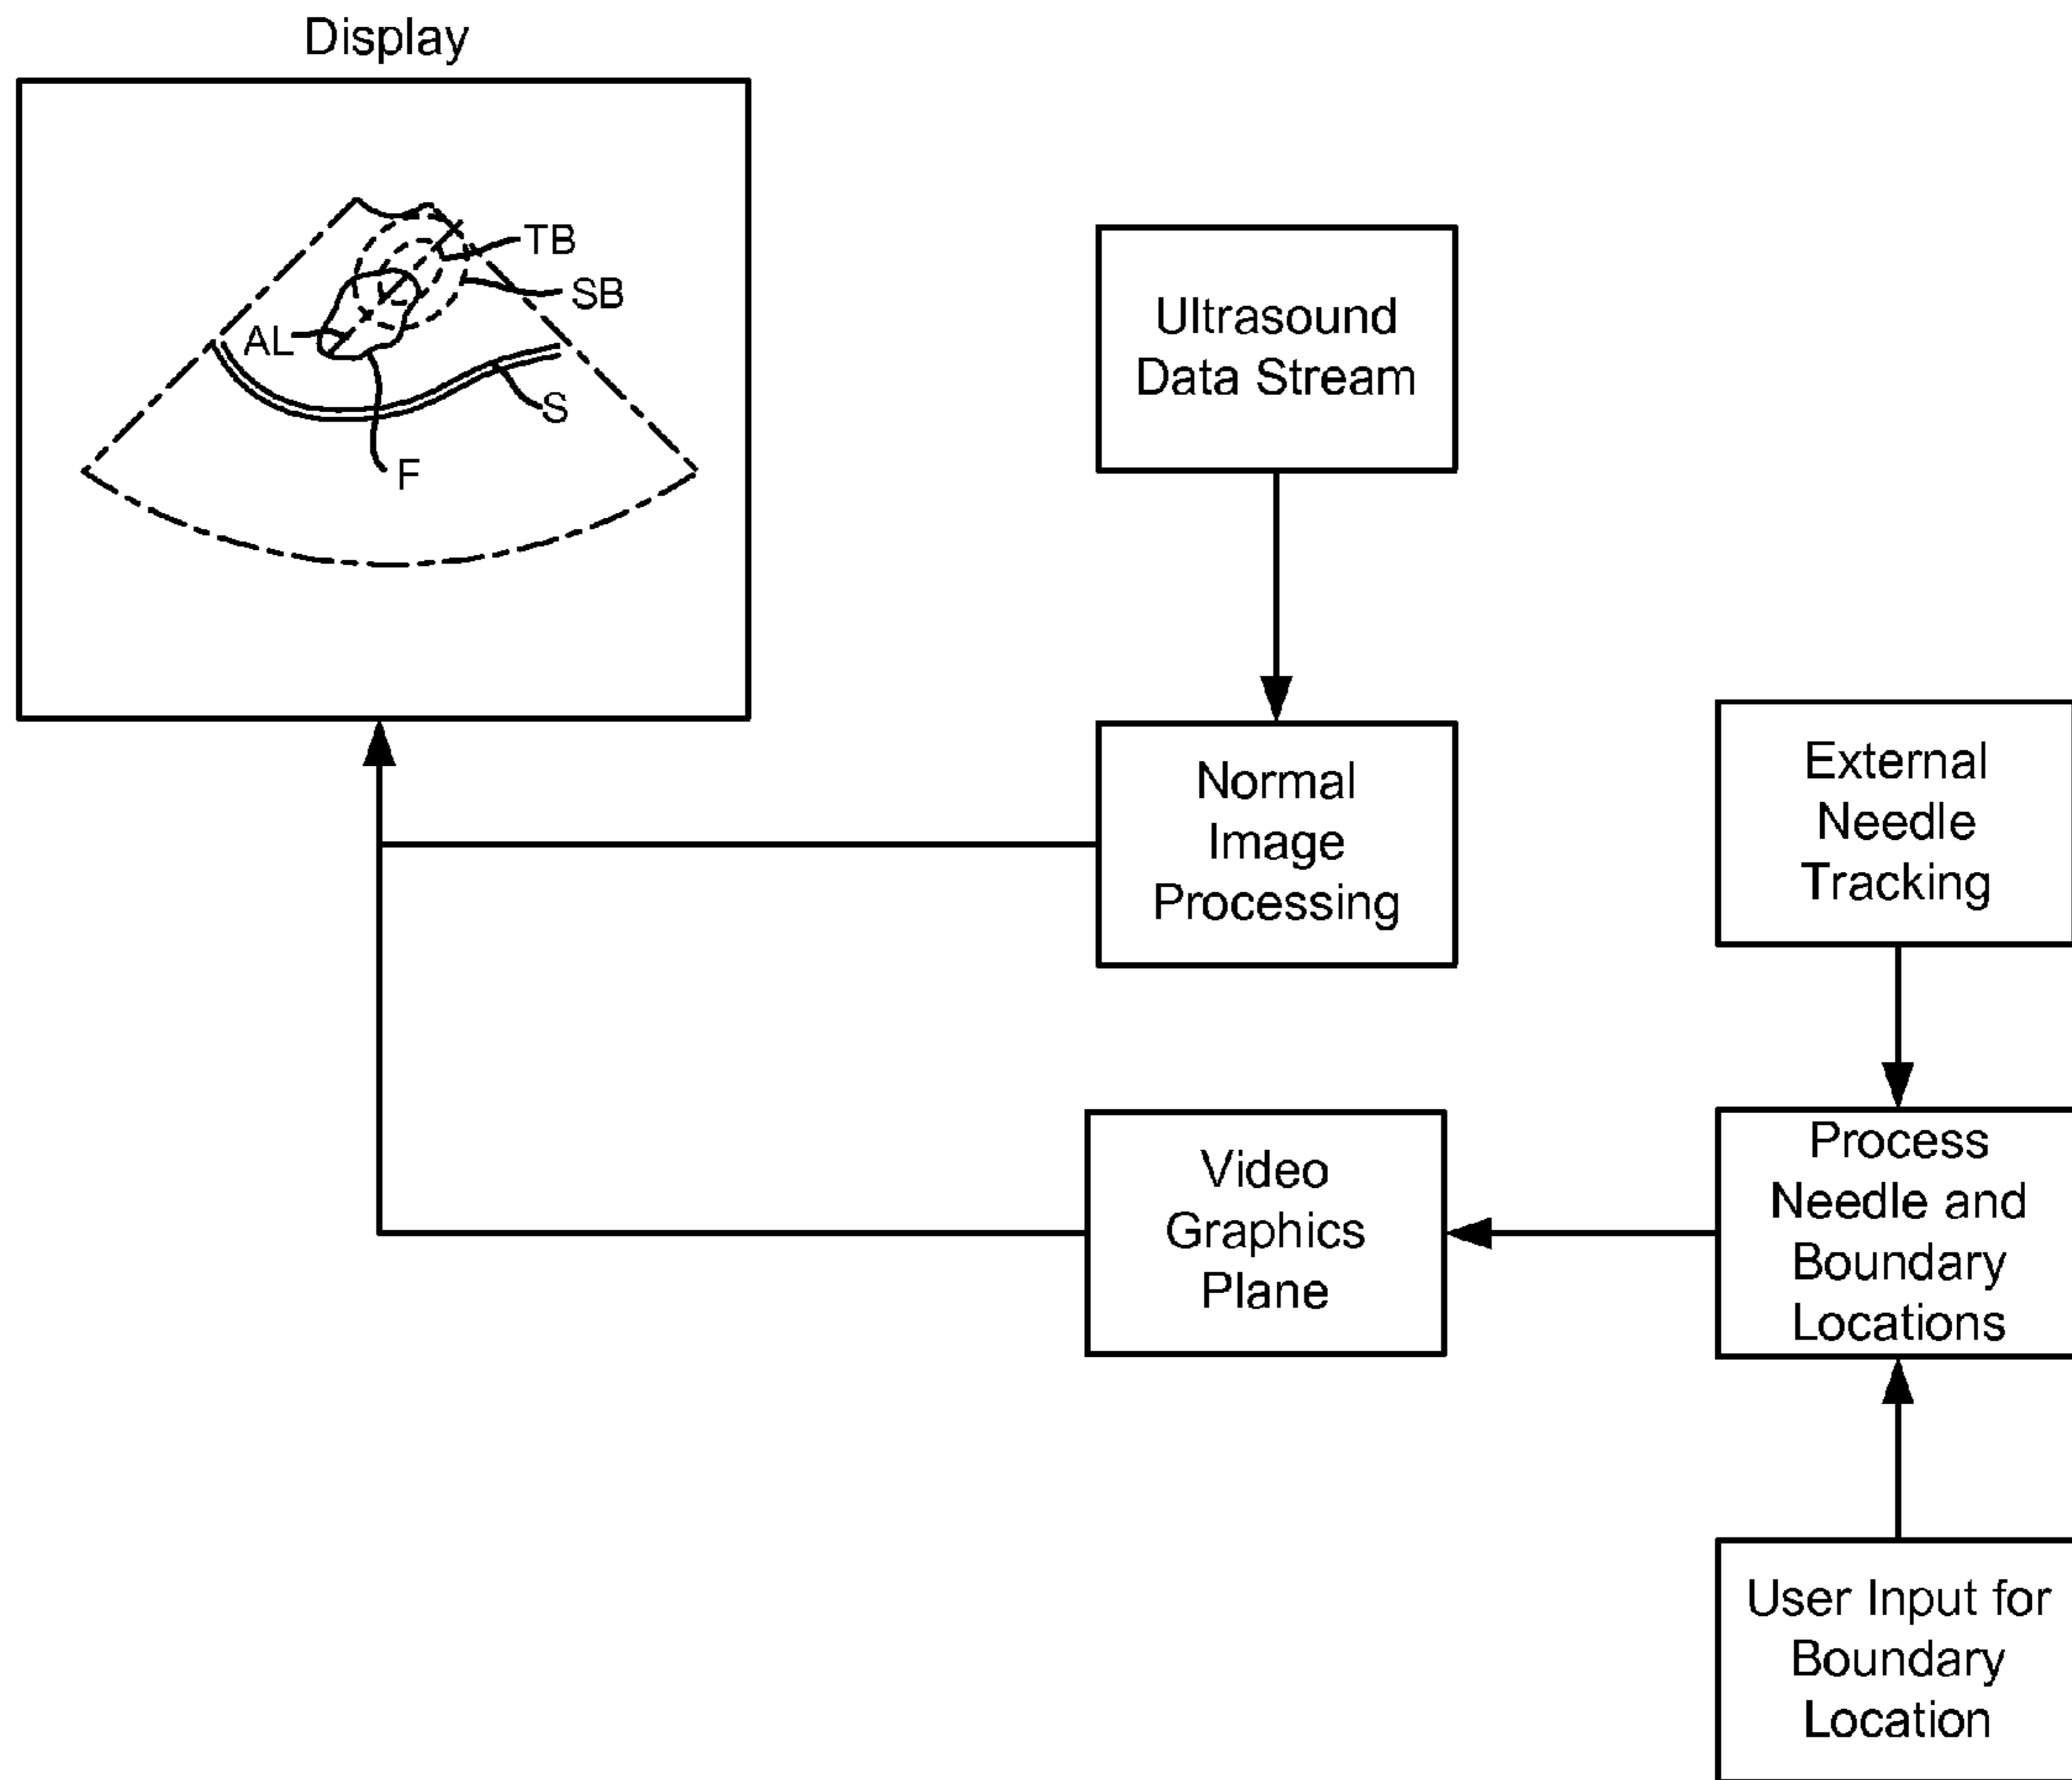 Display
TB
SB
AL
S
F
Ultrasound
Data Stream
Normal
Image
Processing
External
Needle
Tracking
Video
Graphics
Plane
Process
Needle and
Boundary
Locations
User Input for
Boundary
Location